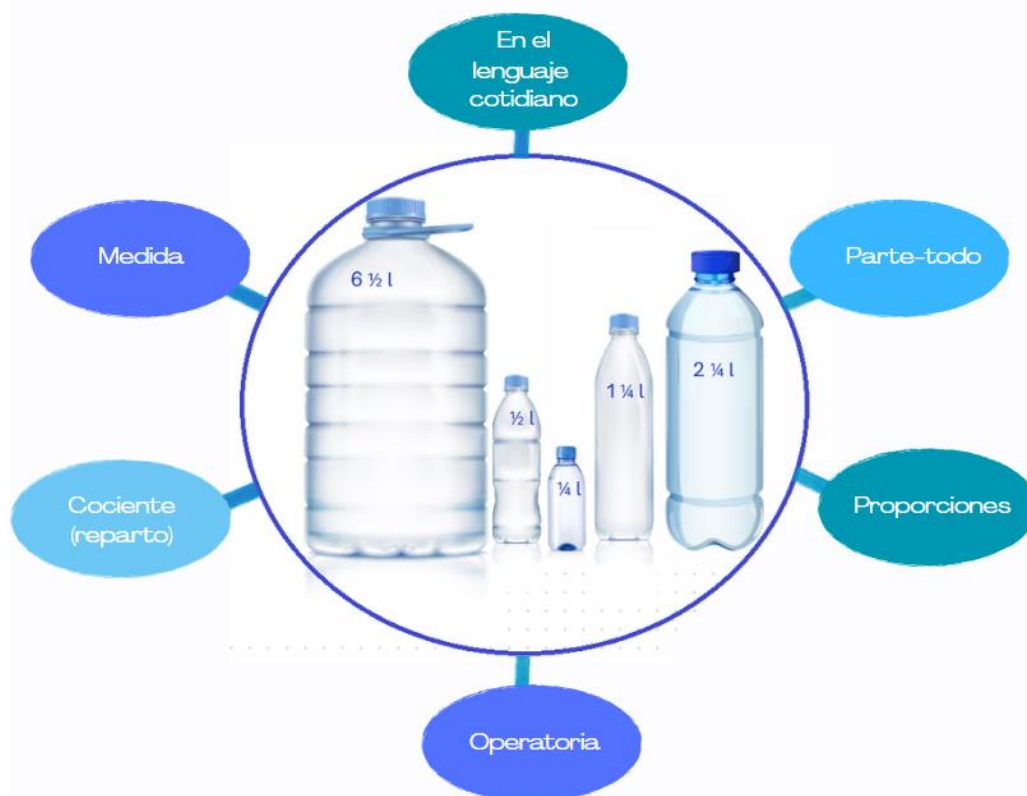 En el
lenguaje
cotidiano
Medida
Parte-todo
6 ½ l
½ l
¼ l
1 ¼ l
2 ¼ l
Cociente
(reparto)
Proporciones
Operatoria